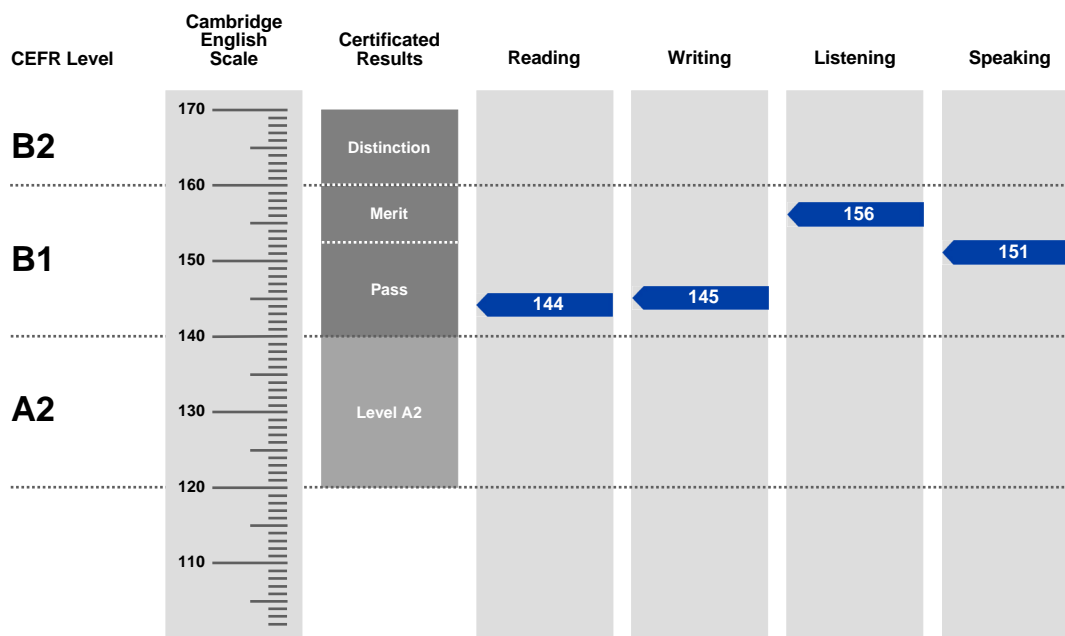 CEFR Level
Cambridge
English
Scale
Certificated
Results
Reading
Writing
Listening
Speaking
170
B2
Distinction
160
Merit
156
B1
150
151
Pass
144
145
140
A2
130
Level A2
120
110